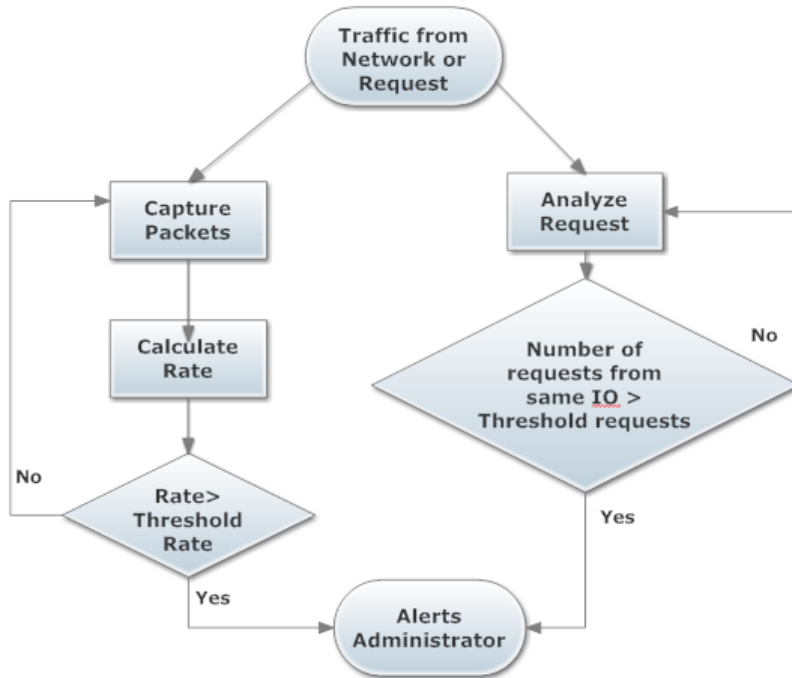 Traffic from
Network or
Request
Capture
Packets
Analyze
Request
Calculate
Rate
No
Number of
requests from
same IO >
Threshold requests
No
Rate>
Threshold
Rate
Yes
Yes
Alerts
Administrator